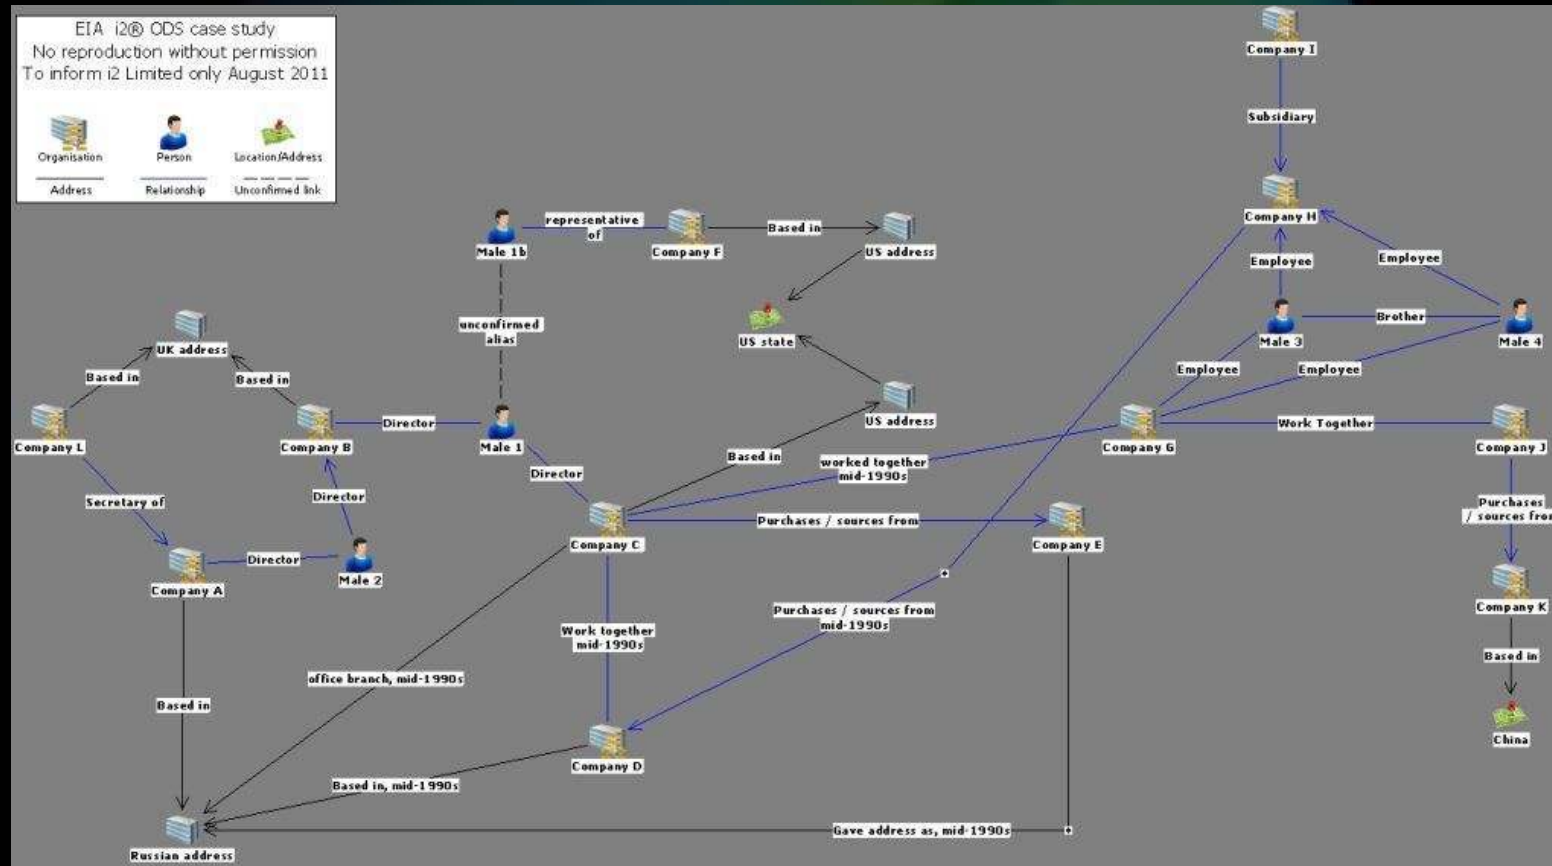 EIA i2® ODS case study
No reproduction without permission
To inform i2 Limited only August 2011
Organisation
Person
Location/Address
Address
Relationship
Unconfirmed link
Company I
Subsidiary
Company H
Male 1b
representative
of
Company F
Based in
US address
Employee
Employee
unconfirmed
alias
US state
Male 3
Brother
Male 4
UK address
Based in
Based in
Employee
Employee
Company L
Company B
Director
Male 1
US address
Company G
Work Together
Company J
Based in
worked together
mid-1990s
Director
Secretary of
Director
Purchases
/ sources from
Company C
Purchases / sources from
Company E
Company A
Director
Male 2
Company K
Purchases / sources from
mid-1990s
Work together
mid-1990s
Based in
office branch, mid-1990s
Based in
China
Company D
Based in, mid-1990s
Gave address as, mid-1990s
Russian address